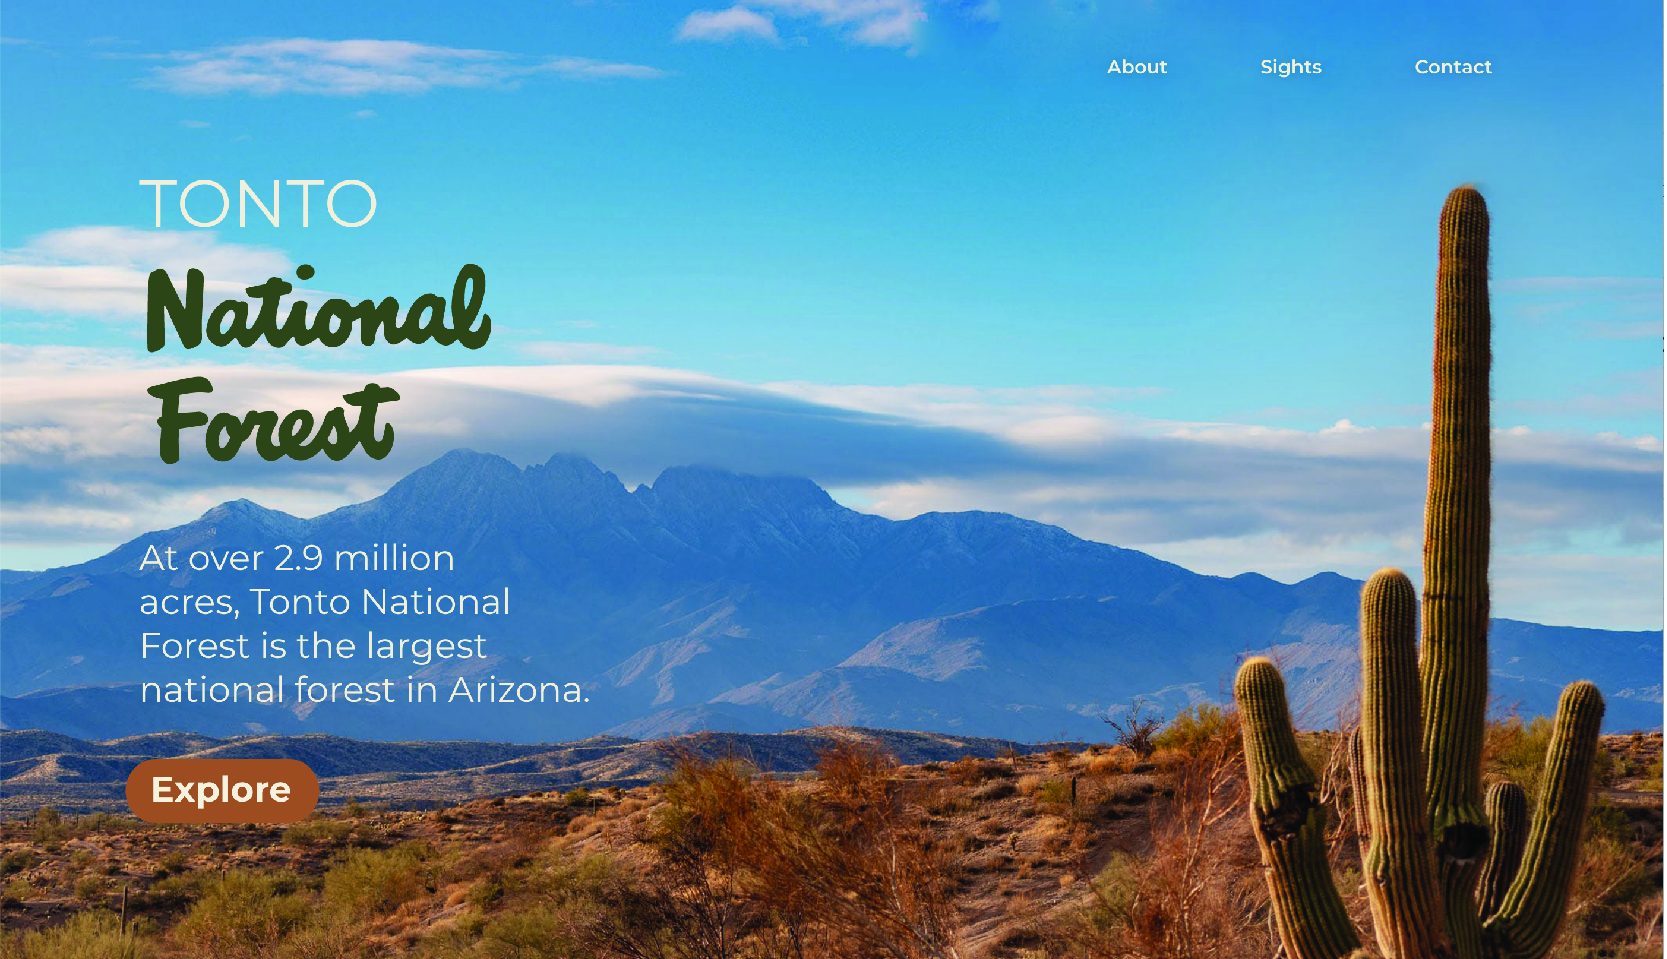 About Sights Contact
TONTO
National
Forest
At over 2.9 million
acres, Tonto National
Forest is the largest
national forest in Arizona.
Explore